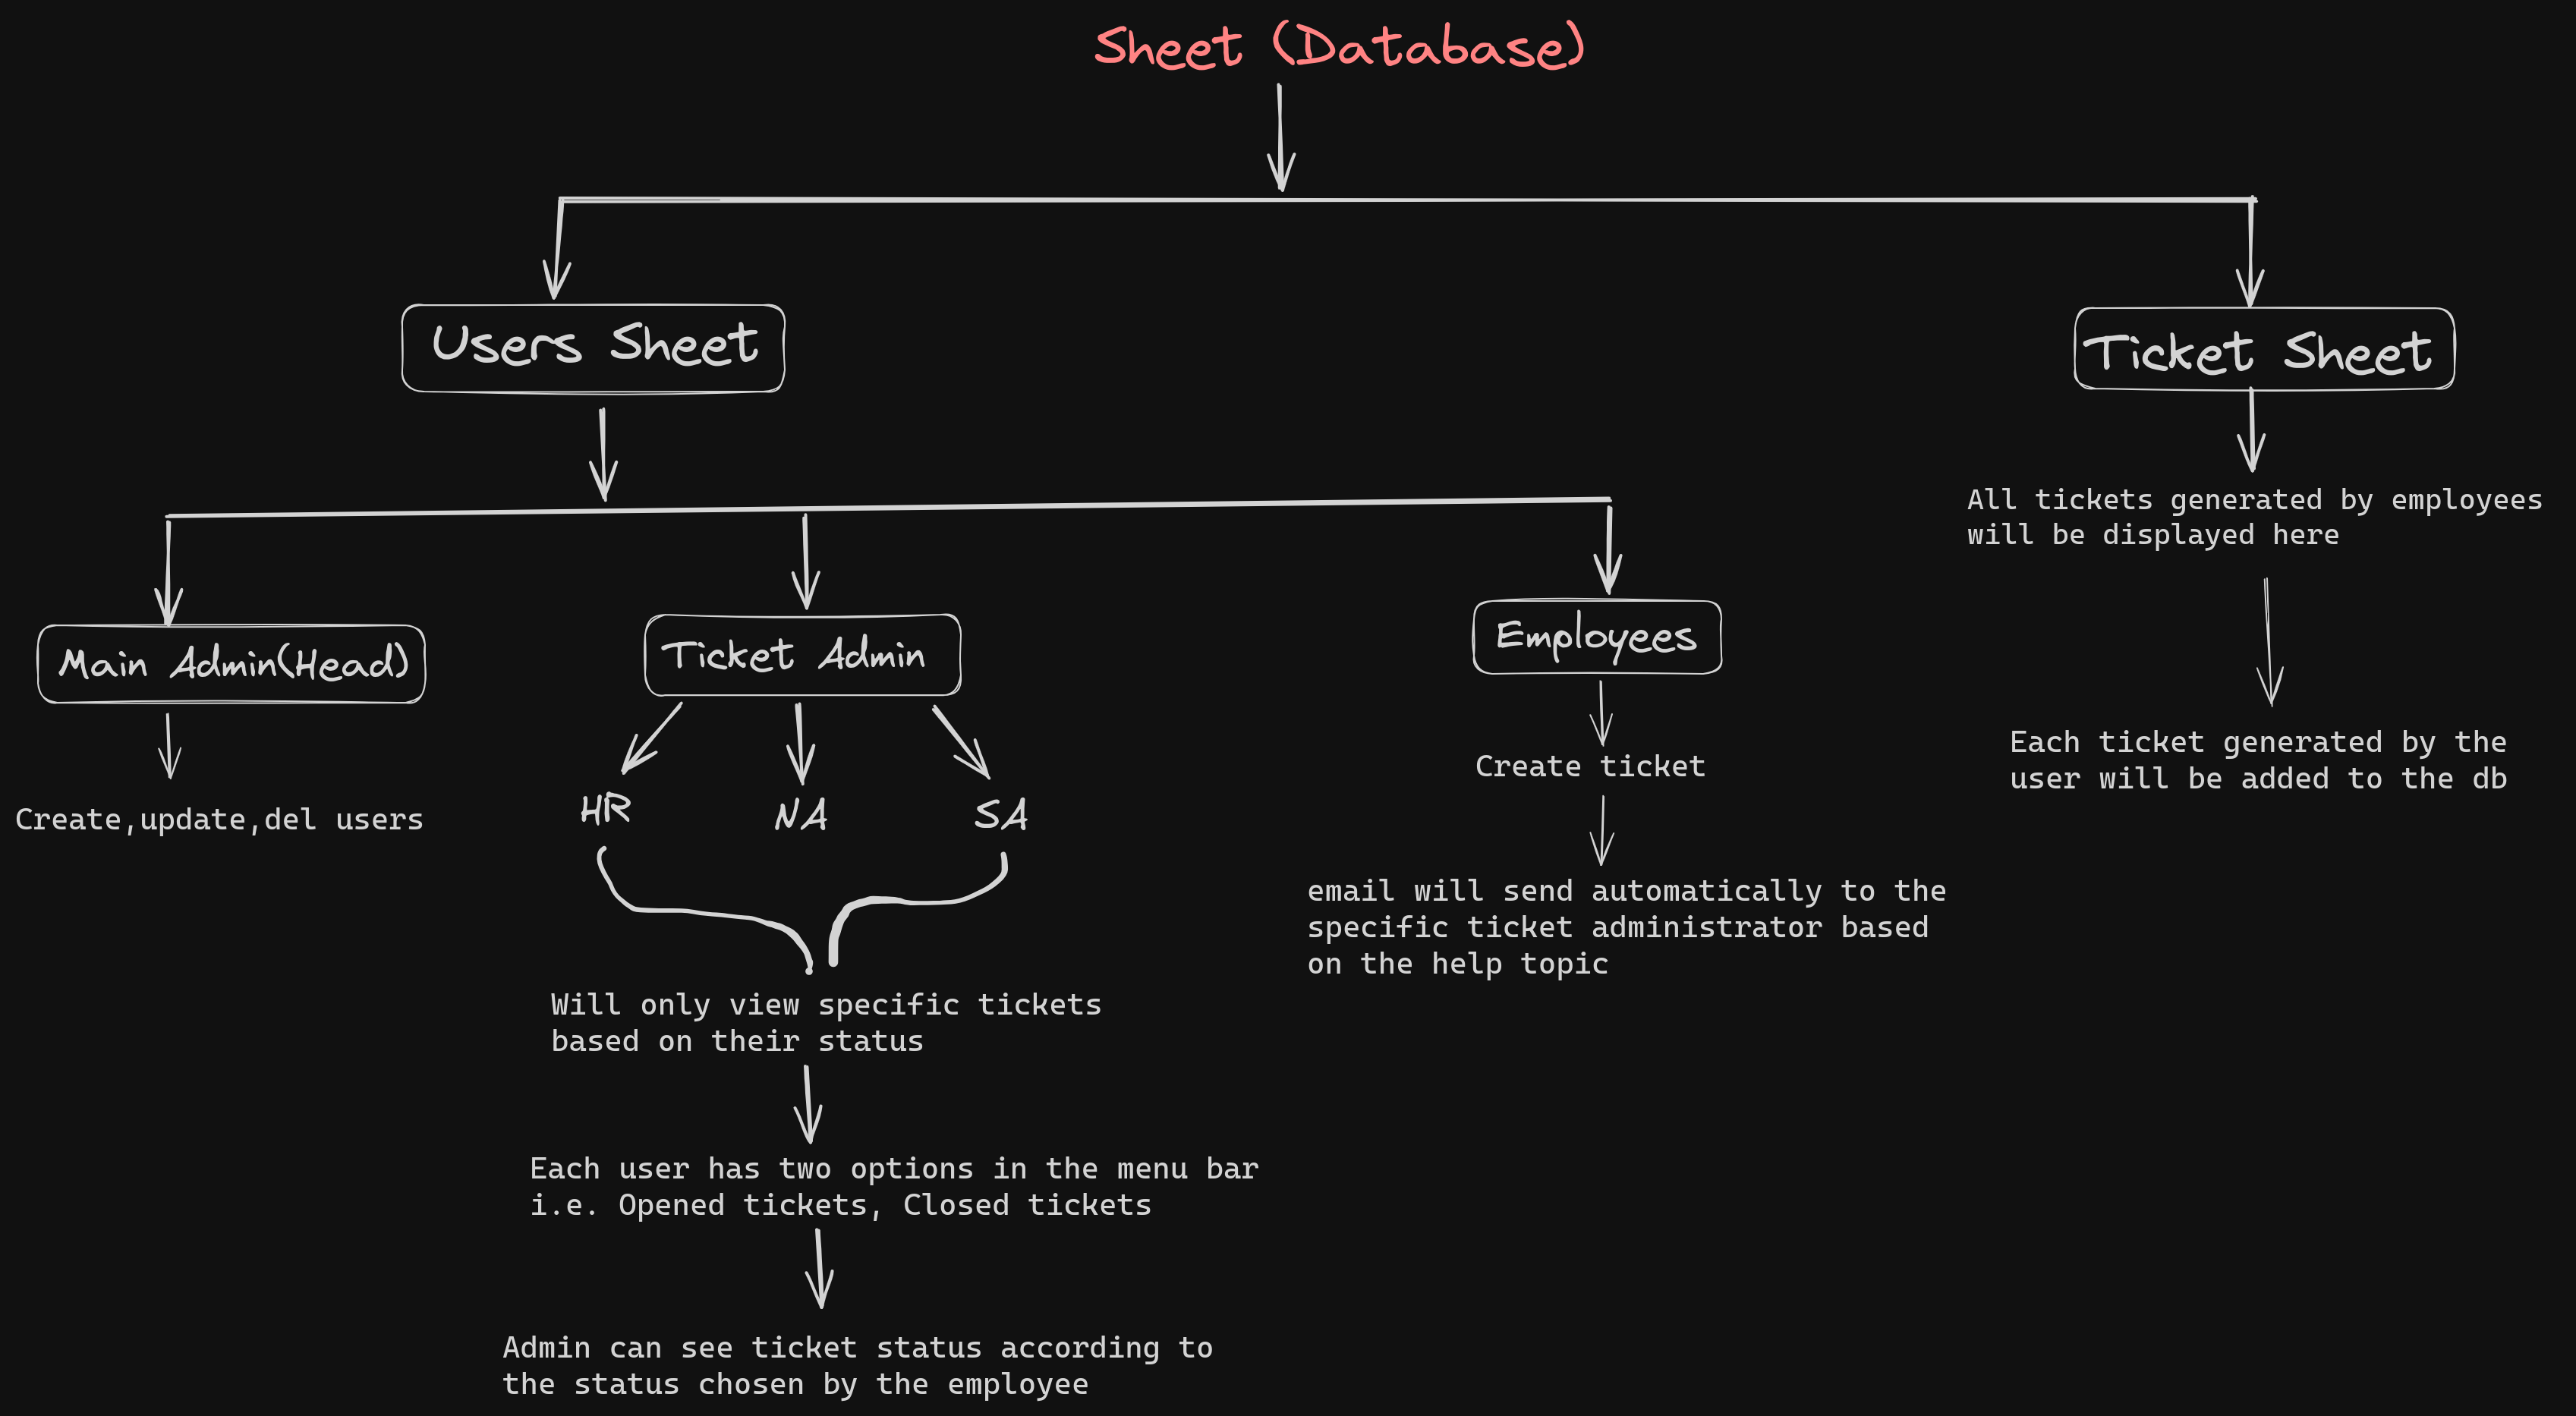 Sheet (Database)
Users Sheet
Ticket Sheet
All tickets generated by employees
will be displayed here
Each ticket generated by the
user will be added to the db
Main Admin(Head)
Create,update,del users
Ticket Admin
HR
NA
SA
Will only view specific tickets
based on their status
Each user has two options in the menu bar
i.e. Opened tickets, Closed tickets
Admin can see ticket status according to
the status chosen by the employee
Employees
Create ticket
email will send automatically to the
specific ticket administrator based
on the help topic